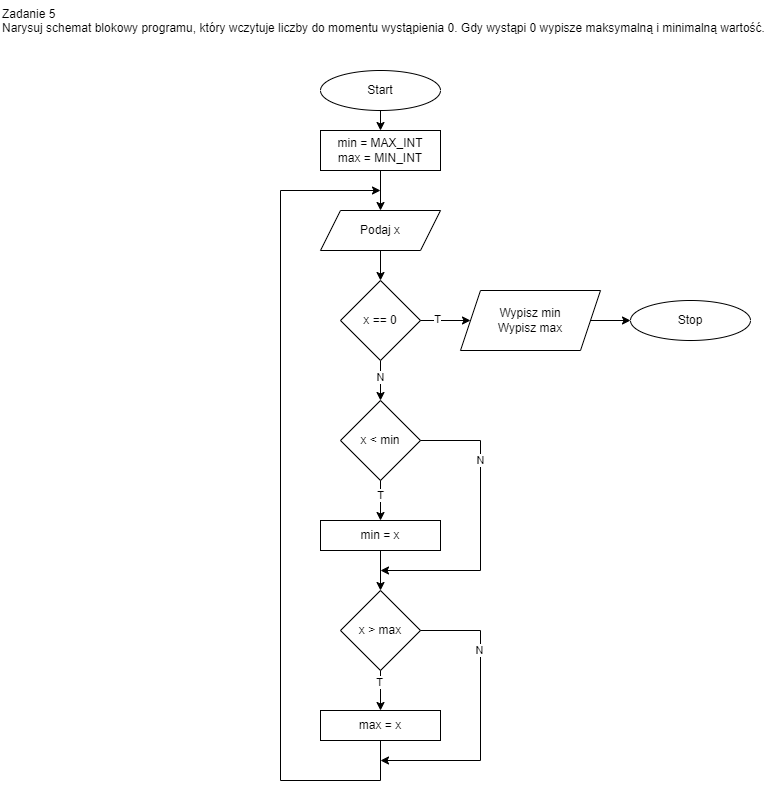 Zadanie 5
Narysuj schemat blokowy programu, który wczytuje liczby do momentu wystąpienia 0. Gdy wystąpi 0 wypisze maksymalną i minimalną wartość.
Start
min = MAX_INT
max = MIN_INT
Podaj x
x == 0
T
Wypisz min
Wypisz max
Stop
N
x < min
N
T
min = x
x > max
N
T
max = x